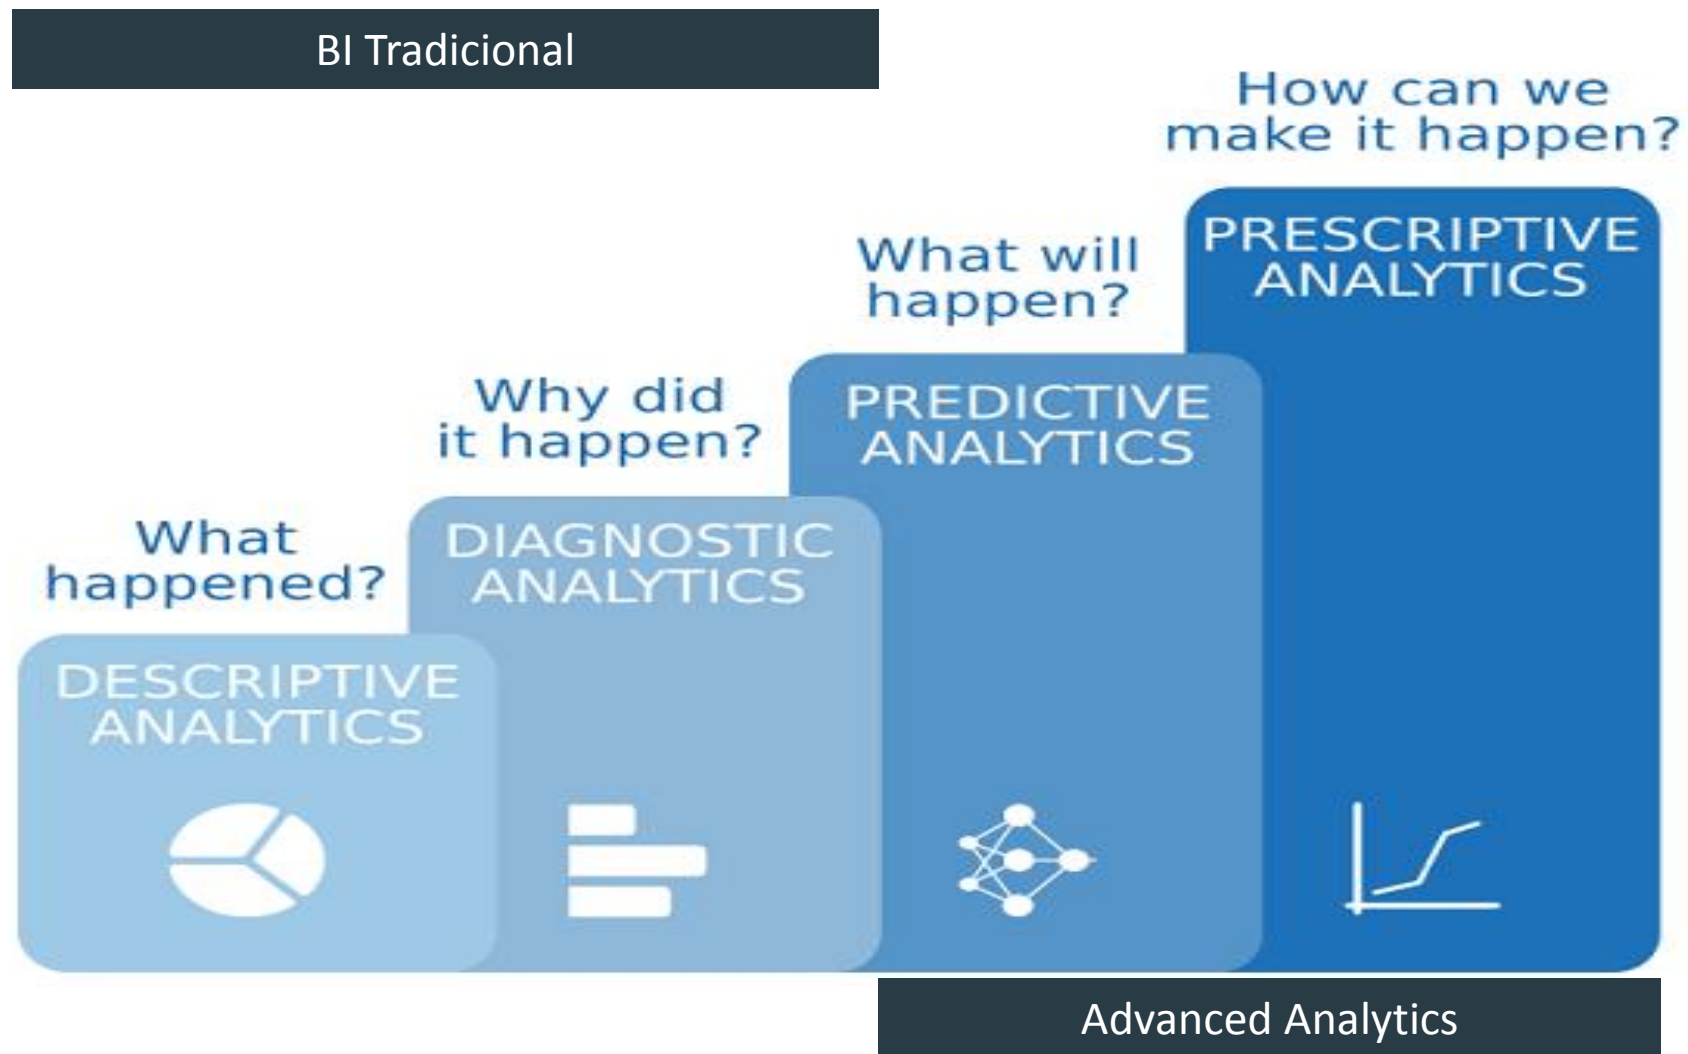 BI Tradicional
How can we
make it happen?
PRESCRIPTIVE
ANALYTICS
What will
happen?
PREDICTIVE
ANALYTICS
Why did
it happen?
DIAGNOSTIC
ANALYTICS
What
happened?
DESCRIPTIVE
ANALYTICS
Advanced Analytics